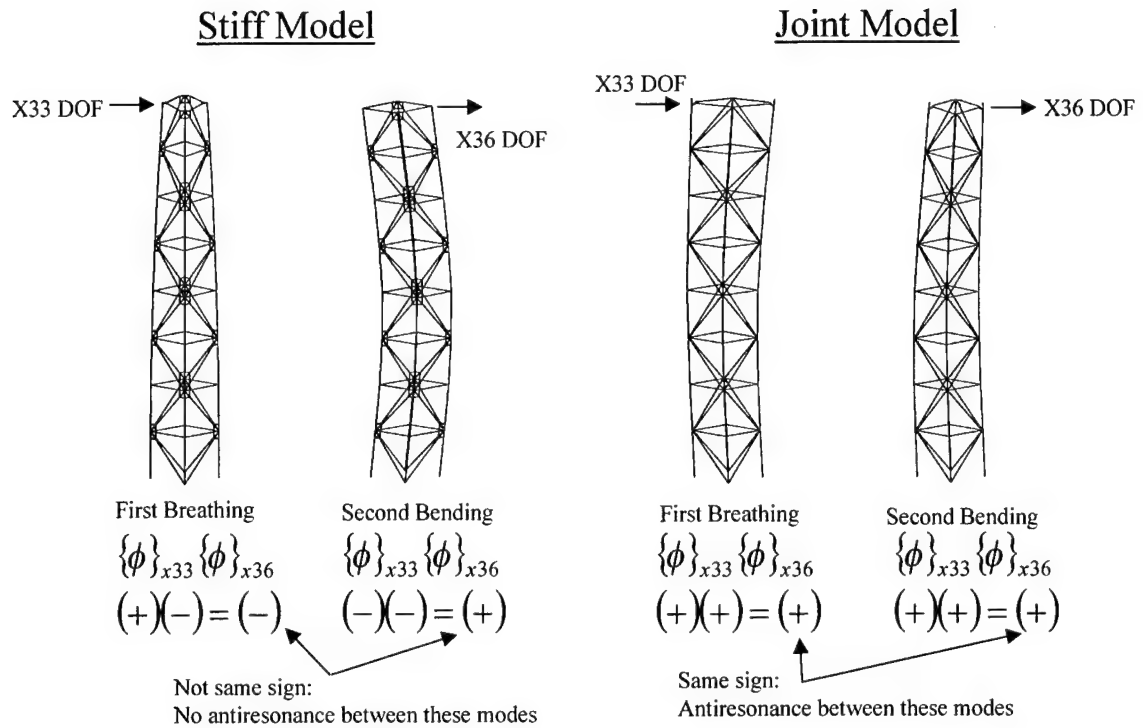 Stiff Model
Joint Model
X33 DOF
X36 DOF
X33 DOF
X36 DOF
First Breathing
{ϕ}x33 {ϕ}x36
(+)(−)=(−)
Second Bending
{ϕ}x33 {ϕ}x36
(−)(−)=(+)
Not same sign:
No antiresonance between these modes
First Breathing
{ϕ}x33 {ϕ}x36
(+)(+)=(+)
Second Bending
{ϕ}x33 {ϕ}x36
(+)(+)=(+)
Same sign:
Antiresonance between these modes